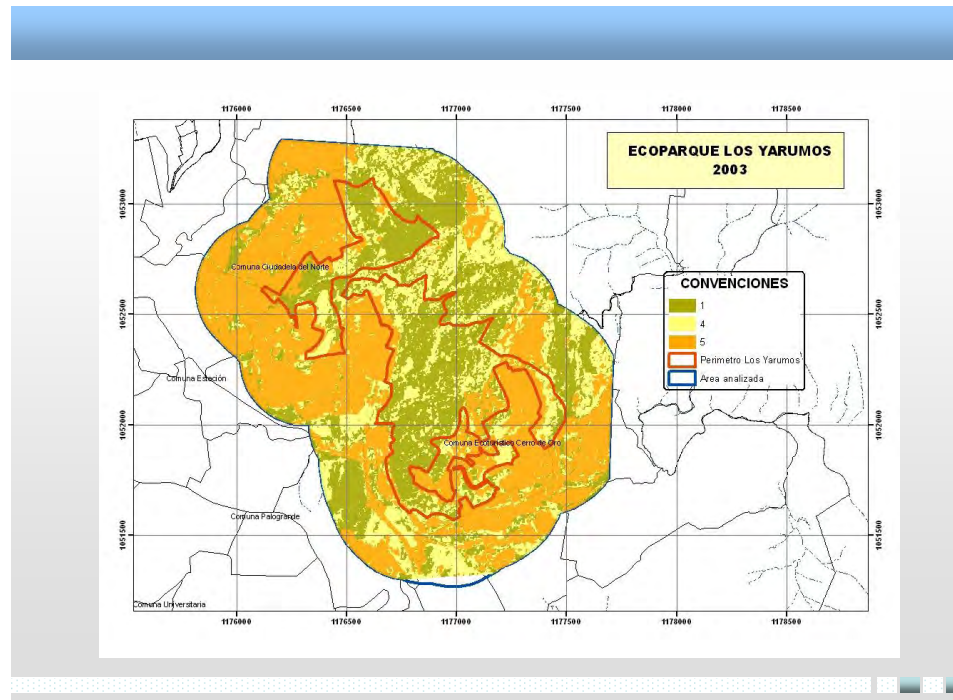 1176000 1176500 1177000 1177500 1178000 1178500
ECOPARQUE LOS YARUMOS
2003
1053000 1053000
Comuna Ciudadela del Norte
CONVENCIONES
1
4
5
Perimetro Los Yarumos
Area analizada
1052500 1052500
Comuna Estación
1052000 1052000
Comuna Ecoturístico Cerro de Oro
Comuna Palogrande
1051500 1051500
Comuna Universitaria
1176000 1176500 1177000 1177500 1178000 1178500